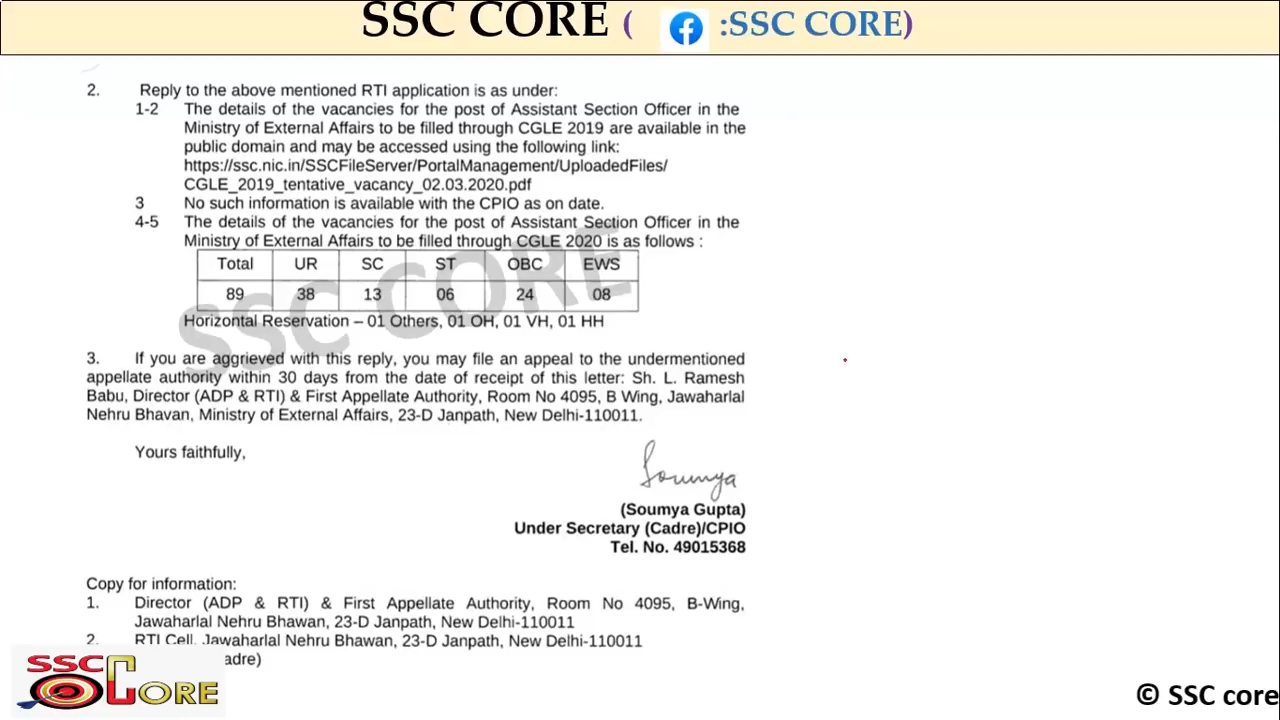 SSC CORE ( :SSC CORE)
2. Reply to the above mentioned RTI application is as under:
1-2 The details of the vacancies for the post of Assistant Section Officer in the
Ministry of External Affairs to be filled through CGLE 2019 are available in the
public domain and may be accessed using the following link:
https://ssc.nic.in/SSCFileServer/PortalManagement/UploadedFiles/
CGLE_2019_tentative_vacancy_02.03.2020.pdf
3 No such information is available with the CPIO as on date.
4-5 The details of the vacancies for the post of Assistant Section Officer in the
Ministry of External Affairs to be filled through CGLE 2020 is as follows :
Total UR SC ST OBC EWS
89 38 13 06 24 08
SSC CORE
Horizontal Reservation – 01 Others, 01 OH, 01 VH, 01 HH
3. If you are aggrieved with this reply, you may file an appeal to the undermentioned
appellate authority within 30 days from the date of receipt of this letter: Sh. L. Ramesh
Babu, Director (ADP & RTI) & First Appellate Authority, Room No 4095, B Wing, Jawaharlal
Nehru Bhavan, Ministry of External Affairs, 23-D Janpath, New Delhi-110011.
Yours faithfully,
Soumya
(Soumya Gupta)
Under Secretary (Cadre)/CPIO
Tel. No. 49015368
Copy for information:
1. Director (ADP & RTI) & First Appellate Authority, Room No 4095, B-Wing,
Jawaharlal Nehru Bhawan, 23-D Janpath, New Delhi-110011
2. RTI Cell, Jawaharlal Nehru Bhawan, 23-D Janpath, New Delhi-110011
adre)
SSC CORE
© SSC core